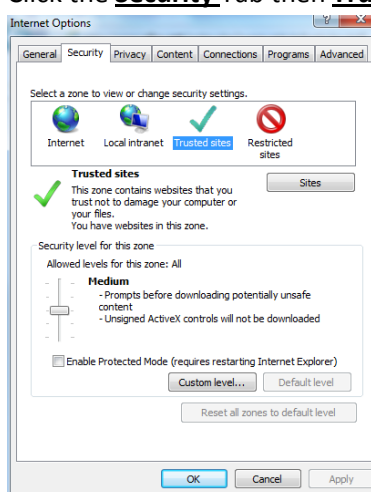 Click the Security Tab then
Internet Options
General Security Privacy Content Connections Programs Advanced
Select a zone to view or change security settings.
Internet Local intranet Trusted sites Restricted sites
Trusted sites
Sites
This zone contains websites that you
trust not to damage your computer or
your files.
You have websites in this zone.
Security level for this zone
Allowed levels for this zone: All
Medium
- Prompts before downloading potentially unsafe
content
- Unsigned ActiveX controls will not be downloaded
Enable Protected Mode (requires restarting Internet Explorer)
Custom level... Default level
Reset all zones to default level
OK Cancel Apply